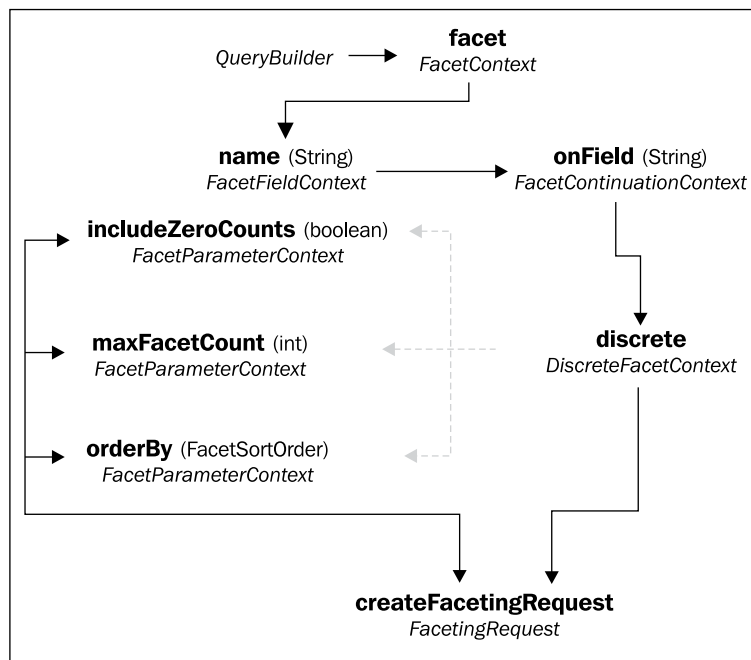 facet
QueryBuilder
FacetContext
name (String)
FacetFieldContext
onField (String)
FacetContinuationContext
includeZeroCounts (boolean)
FacetParameterContext
maxFacetCount (int)
FacetParameterContext
discrete
DiscreteFacetContext
orderBy (FacetSortOrder)
FacetParameterContext
createFacetingRequest
FacetingRequest